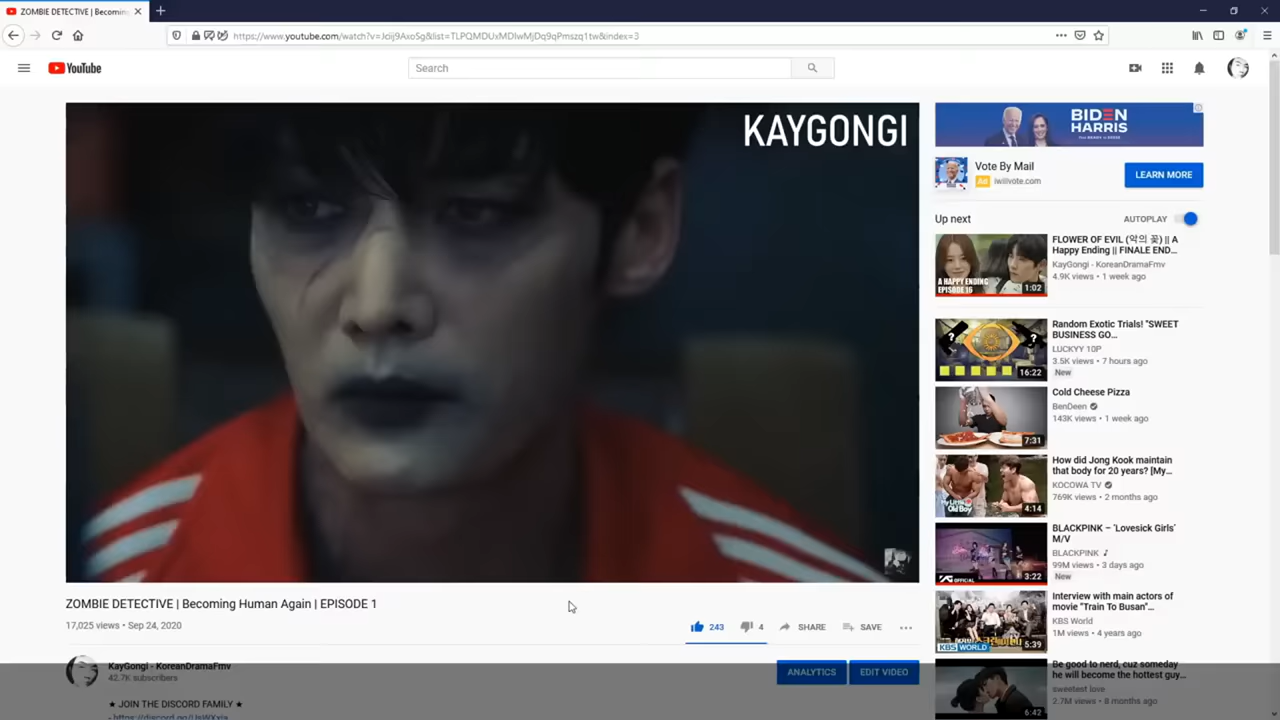 ZOMBIE DETECTIVE | Becoming
https://www.youtube.com/watch?v=Jciij9AxoSg&list=TLPQMDUxMDIwMjDq9qPmszq1tw&index=3
YouTube
Search
KAYGONGI
BIDEN
HARRIS
Vote By Mail
Ad iwillvote.com
LEARN MORE
Up next
AUTOPLAY
A HAPPY ENDING
EPISODE 16
1:02
FLOWER OF EVIL (악의 꽃) || A
Happy Ending || FINALE END...
KayGongi - KoreanDramaFmv
4.9K views • 1 week ago
16:22
Random Exotic Trials! "SWEET
BUSINESS GO...
LUCKYY 10P
3.5K views • 7 hours ago
New
7:31
Cold Cheese Pizza
BenDeen
143K views • 1 week ago
4:14
How did Jong Kook maintain
that body for 20 years? [My...
KOCOWA TV
769K views • 2 months ago
OFFICIAL
3:22
BLACKPINK – 'Lovesick Girls'
M/V
BLACKPINK
99M views • 3 days ago
New
KBS WORLD
5:39
Interview with main actors of
movie "Train To Busan"...
KBS World
1M views • 4 years ago
6:42
Be good to nerd, cuz someday
he will become the hottest guy...
sweetest love
2.7M views • 8 months ago
ZOMBIE DETECTIVE | Becoming Human Again | EPISODE 1
17,025 views • Sep 24, 2020
243
4
SHARE
SAVE
KayGongi - KoreanDramaFmv
42.7K subscribers
ANALYTICS
EDIT VIDEO
★ JOIN THE DISCORD FAMILY ★